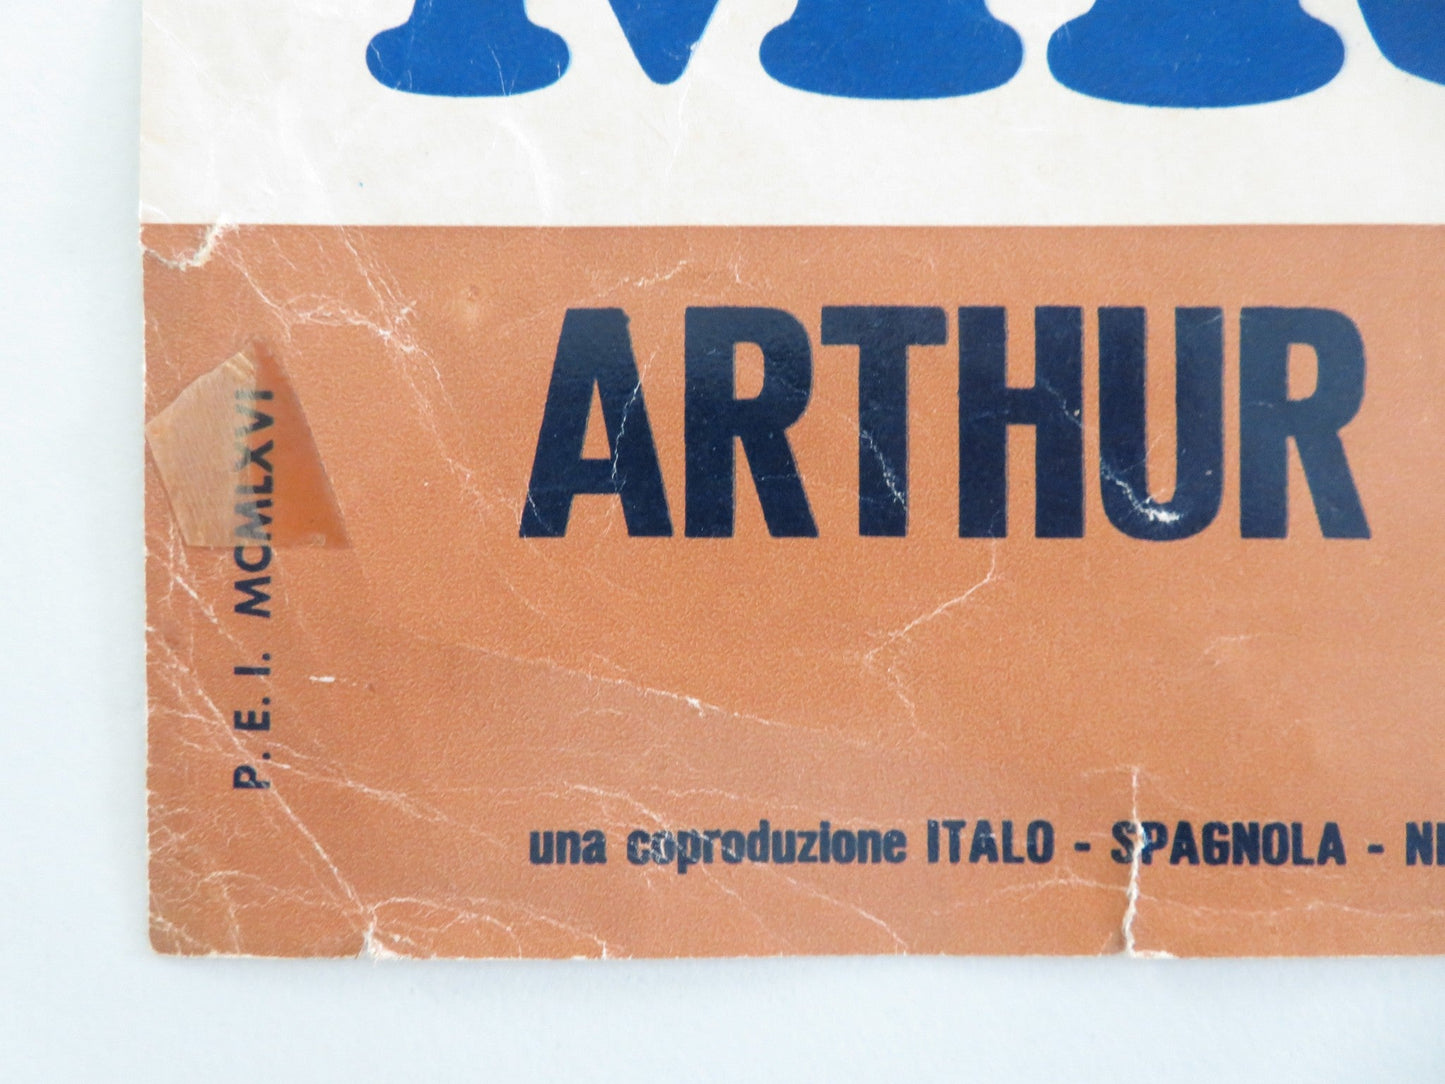 ARTHUR
P. E. I. MCMLXVI
una coproduzione ITALO - SPAGNOLA -